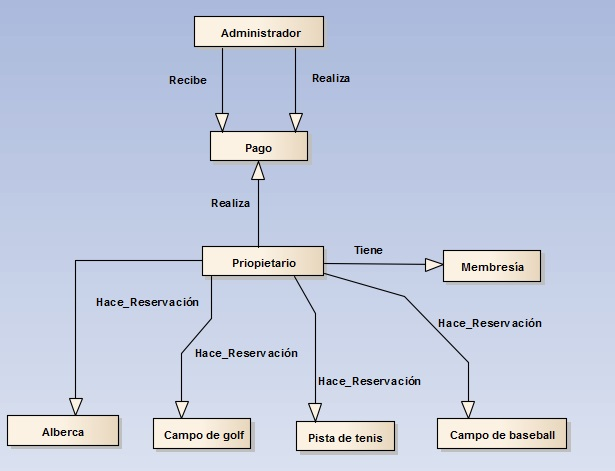 Administrador
Recibe
Realiza
Pago
Realiza
Priopietario
Tiene
Membresía
Hace_Reservación
Hace_Reservación
Hace_Reservación
Hace_Reservación
Alberca
Campo de golf
Pista de tenis
Campo de baseball